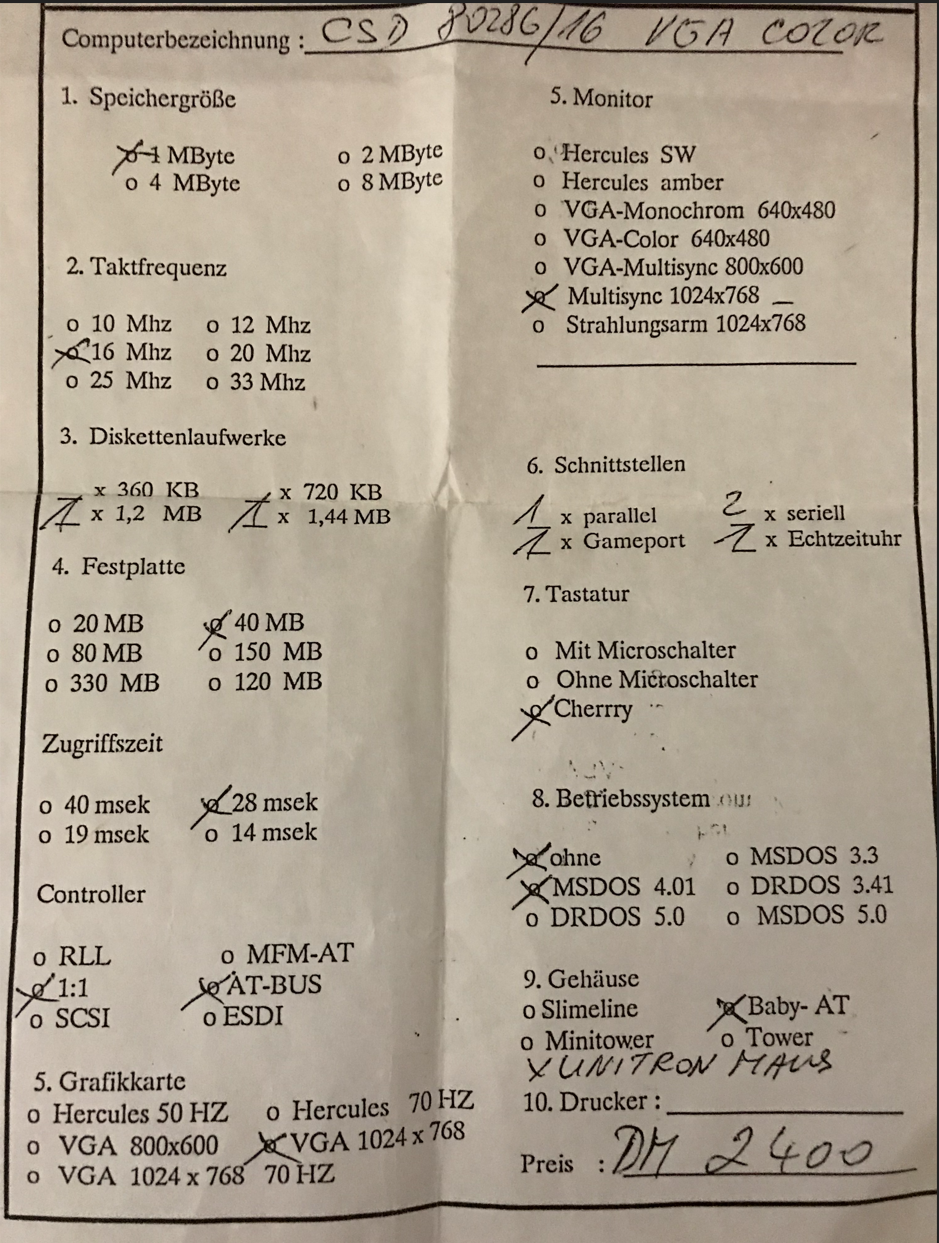 Computerbezeichnung : CSD 80286/16 VGA COLOR
1. Speichergröße
o 1 MByte o 2 MByte
o 4 MByte o 8 MByte
2. Taktfrequenz
o 10 Mhz o 12 Mhz
o 16 Mhz o 20 Mhz
o 25 Mhz o 33 Mhz
3. Diskettenlaufwerke
x 360 KB x 720 KB
1 x 1,2 MB 1 x 1,44 MB
4. Festplatte
o 20 MB o 40 MB
o 80 MB o 150 MB
o 330 MB o 120 MB
Zugriffszeit
o 40 msek o 28 msek
o 19 msek o 14 msek
Controller
o RLL o MFM-AT
o 1:1 o AT-BUS
o SCSI o ESDI
5. Grafikkarte
o Hercules 50 HZ o Hercules 70 HZ
o VGA 800x600 o VGA 1024 x 768
o VGA 1024 x 768 70 HZ
5. Monitor
o Hercules SW
o Hercules amber
o VGA-Monochrom 640x480
o VGA-Color 640x480
o VGA-Multisync 800x600
o Multisync 1024x768
o Strahlungsarm 1024x768
6. Schnittstellen
1 x parallel 2 x seriell
1 x Gameport 1 x Echtzeituhr
7. Tastatur
o Mit Microschalter
o Ohne Microschalter
o Cherrry
8. Betriebssystem
o ohne o MSDOS 3.3
o MSDOS 4.01 o DRDOS 3.41
o DRDOS 5.0 o MSDOS 5.0
9. Gehäuse
o Slimeline o Baby- AT
o Minitower o Tower
X UNITRON MAUS
10. Drucker :
Preis : DM 2400